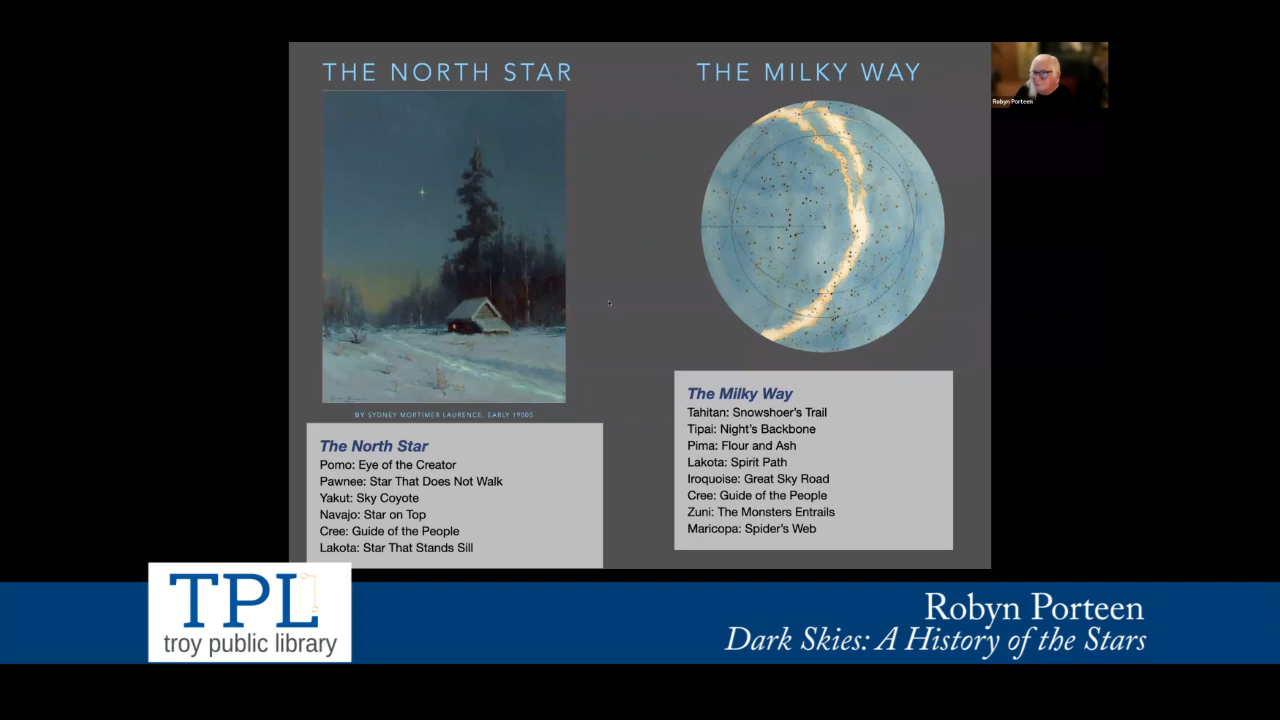 THE NORTH STAR
BY SYDNEY MORTIMER LAURENCE, EARLY 1900S
The North Star
Pomo: Eye of the Creator
Pawnee: Star That Does Not Walk
Yakut: Sky Coyote
Navajo: Star on Top
Cree: Guide of the People
Lakota: Star That Stands Sill
THE MILKY WAY
The Milky Way
Tahitan: Snowshoer's Trail
Tipai: Night's Backbone
Pima: Flour and Ash
Lakota: Spirit Path
Iroquoise: Great Sky Road
Cree: Guide of the People
Zuni: The Monsters Entrails
Maricopa: Spider's Web
Robyn Porteen
TPL
troy public library
Robyn Porteen
Dark Skies: A History of the Stars